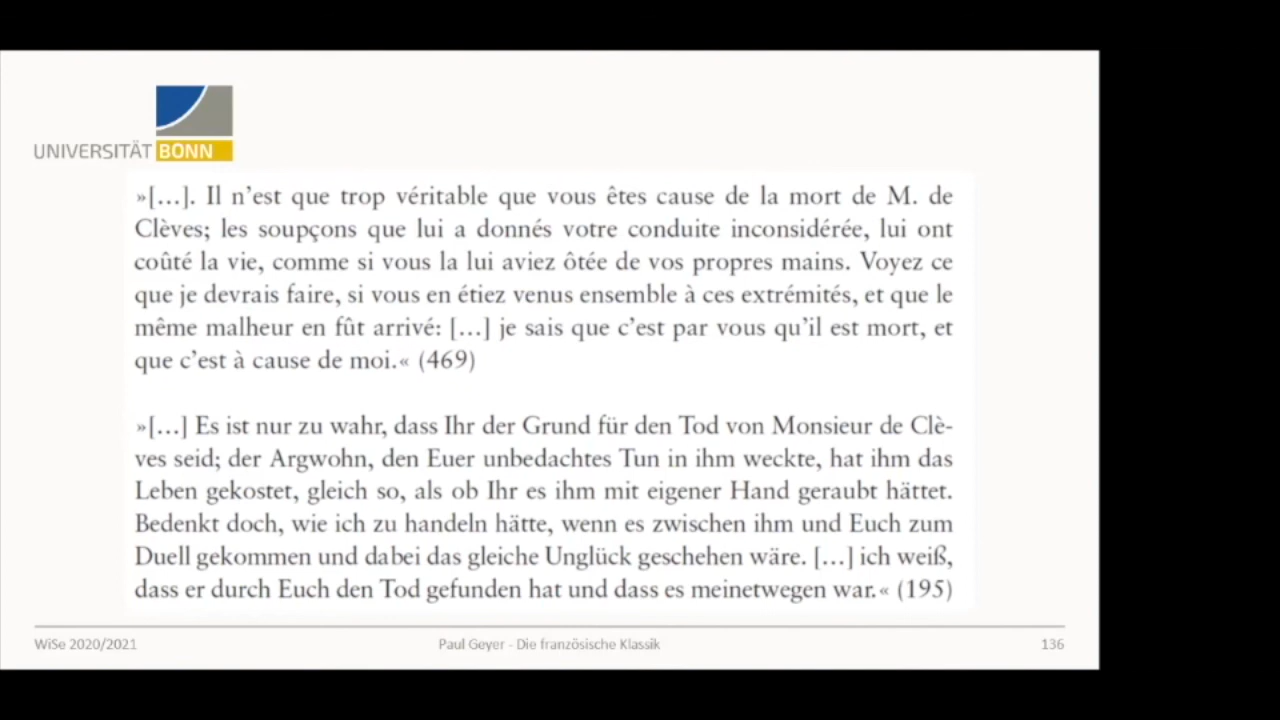 UNIVERSITÄT BONN
»[…]. Il n’est que trop véritable que vous êtes cause de la mort de M. de
Clèves; les soupçons que lui a donnés votre conduite inconsidérée, lui ont
coûté la vie, comme si vous la lui aviez ôtée de vos propres mains. Voyez ce
que je devrais faire, si vous en étiez venus ensemble à ces extrémités, et que le
même malheur en fût arrivé: […] je sais que c’est par vous qu’il est mort, et
que c’est à cause de moi.« (469)
»[…] Es ist nur zu wahr, dass Ihr der Grund für den Tod von Monsieur de Clè-
ves seid; der Argwohn, den Euer unbedachtes Tun in ihm weckte, hat ihm das
Leben gekostet, gleich so, als ob Ihr es ihm mit eigener Hand geraubt hättet.
Bedenkt doch, wie ich zu handeln hätte, wenn es zwischen ihm und Euch zum
Duell gekommen und dabei das gleiche Unglück geschehen wäre. […] ich weiß,
dass er durch Euch den Tod gefunden hat und dass es meinetwegen war.« (195)
WiSe 2020/2021
Paul Geyer - Die französische Klassik
136